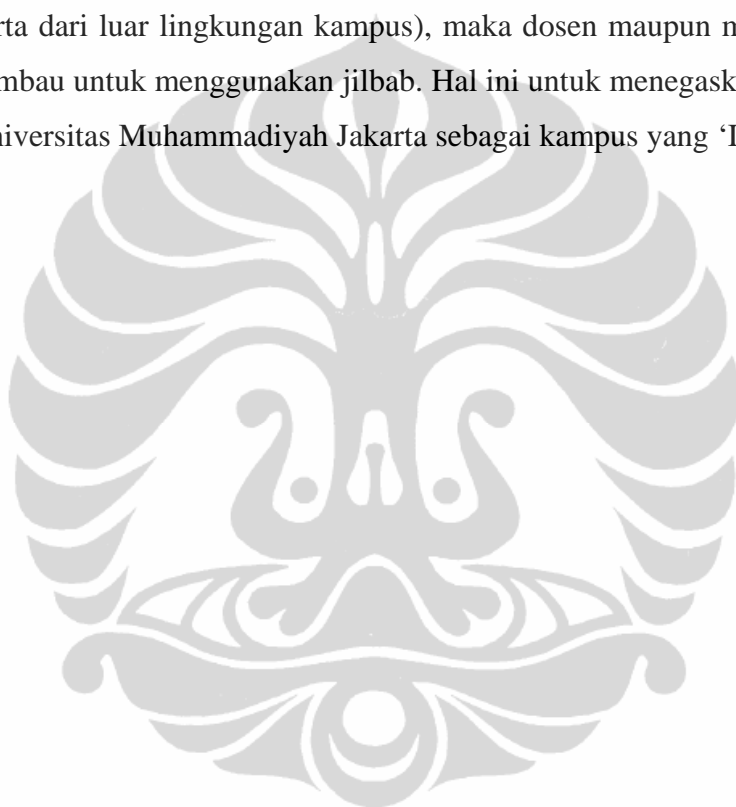 rta dari luar lingkungan kampus), maka dosen maupun m
mbau untuk menggunakan jilbab. Hal ini untuk menegask
niversitas Muhammadiyah Jakarta sebagai kampus yang ‘I